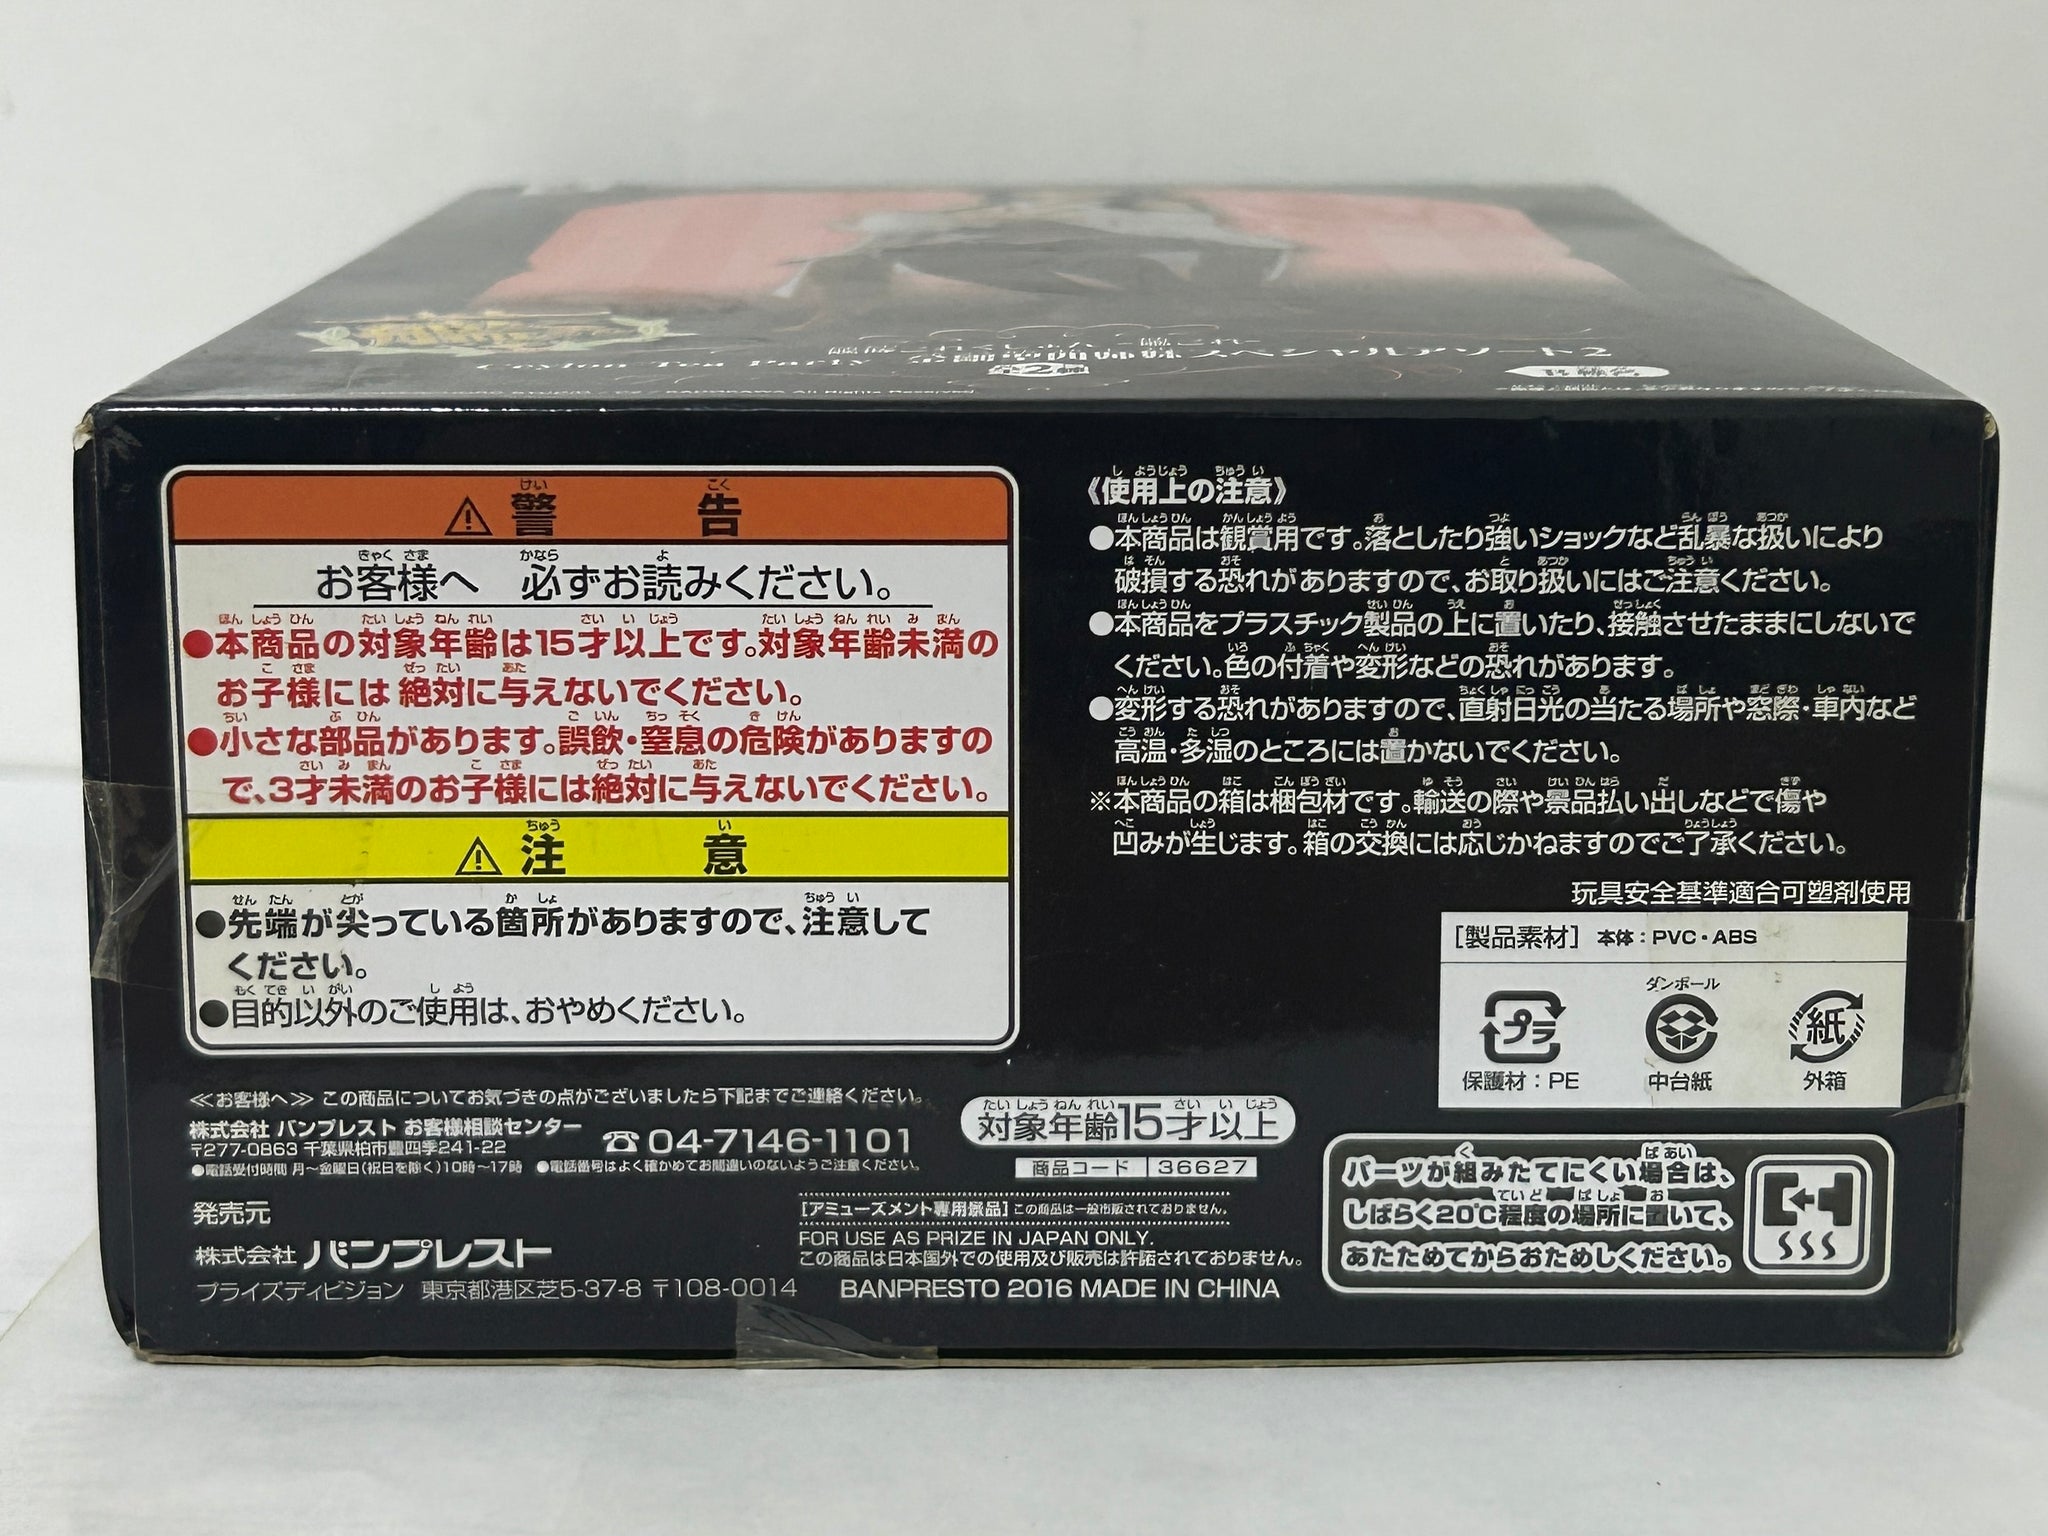 スペシャルアソート2
警告
お客様へ 必ずお読みください。
●本商品の対象年齢は15才以上です。対象年齢未満の
お子様には 絶対に与えないでください。
●小さな部品があります。誤飲・窒息の危険がありますの
で、3才未満のお子様には絶対に与えないでください。
注意
●先端が尖っている箇所がありますので、注意して
ください。
●目的以外のご使用は、おやめください。
≪お客様へ≫ この商品についてお気づきの点がございましたら下記までご連絡ください。
株式会社 バンプレスト お客様相談センター
〒277-0863 千葉県柏市豊四季241-22
☎04-7146-1101
●電話受付時間 月〜金曜日(祝日を除く)10時〜17時 ●電話番号はよく確かめてお間違いのないようご注意ください。
発売元
株式会社 バンプレスト
プライズディビジョン 東京都港区芝5-37-8 〒108-0014
対象年齢15才以上
商品コード 36627
[アミューズメント専用景品] この商品は一般市販されておりません。
FOR USE AS PRIZE IN JAPAN ONLY.
この商品は日本国外での使用及び販売は許諾されておりません。
BANPRESTO 2016 MADE IN CHINA
《使用上の注意》
●本商品は観賞用です。落としたり強いショックなど乱暴な扱いにより
破損する恐れがありますので、お取り扱いにはご注意ください。
●本商品をプラスチック製品の上に置いたり、接触させたままにしないで
ください。色の付着や変形などの恐れがあります。
●変形する恐れがありますので、直射日光の当たる場所や窓際・車内など
高温・多湿のところには置かないでください。
※本商品の箱は梱包材です。輸送の際や景品払い出しなどで傷や
凹みが生じます。箱の交換には応じかねますのでご了承ください。
玩具安全基準適合可塑剤使用
[製品素材] 本体：PVC・ABS
ダンボール
プラ
紙
保護材：PE
中台紙
外箱
パーツが組みたてにくい場合は、
しばらく20℃程度の場所に置いて、
あたためてからおためしください。